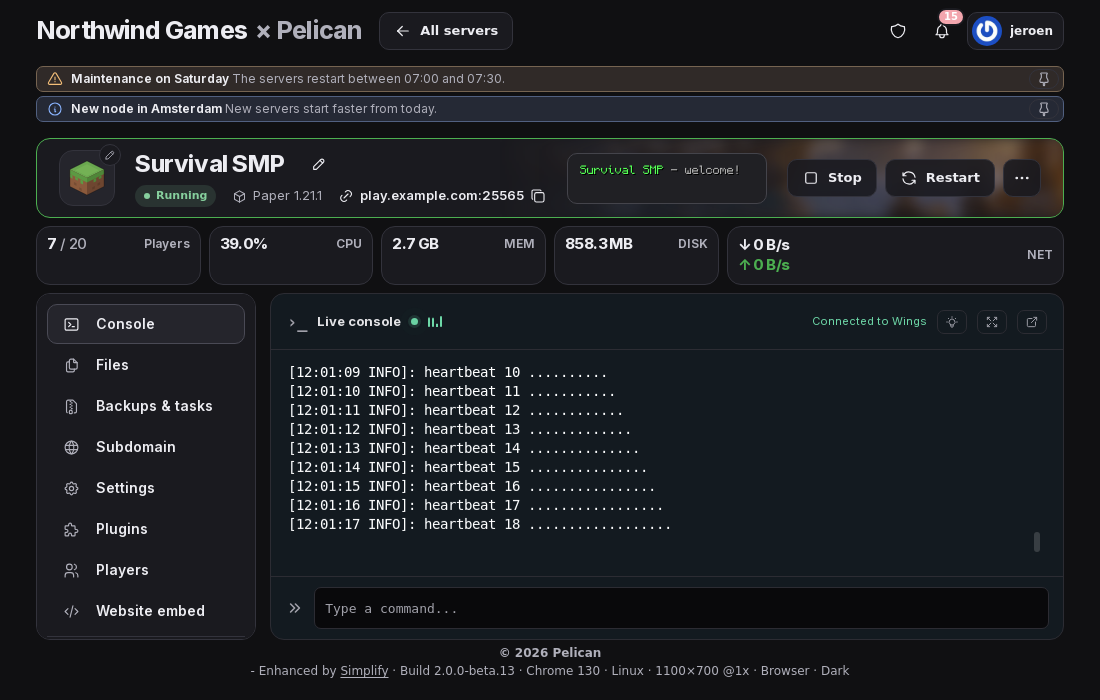 Northwind Games × Pelican
All servers
15
jeroen
Maintenance on Saturday The servers restart between 07:00 and 07:30.
New node in Amsterdam New servers start faster from today.
Survival SMP
Running
Paper 1.21.1
play.example.com:25565
Survival SMP — welcome!
Stop
Restart
7 / 20 Players
39.0% CPU
2.7 GB MEM
858.3 MB DISK
↓ 0 B/s
↑ 0 B/s
NET
Console
Files
Backups & tasks
Subdomain
Settings
Plugins
Players
Website embed
Live console
Connected to Wings
[12:01:09 INFO]: heartbeat 10 ..........
[12:01:10 INFO]: heartbeat 11 ...........
[12:01:11 INFO]: heartbeat 12 ............
[12:01:12 INFO]: heartbeat 13 .............
[12:01:13 INFO]: heartbeat 14 ..............
[12:01:14 INFO]: heartbeat 15 ...............
[12:01:15 INFO]: heartbeat 16 ................
[12:01:16 INFO]: heartbeat 17 .................
[12:01:17 INFO]: heartbeat 18 ..................
Type a command...
© 2026 Pelican
- Enhanced by Simplify · Build 2.0.0-beta.13 · Chrome 130 · Linux · 1100×700 @1x · Browser · Dark